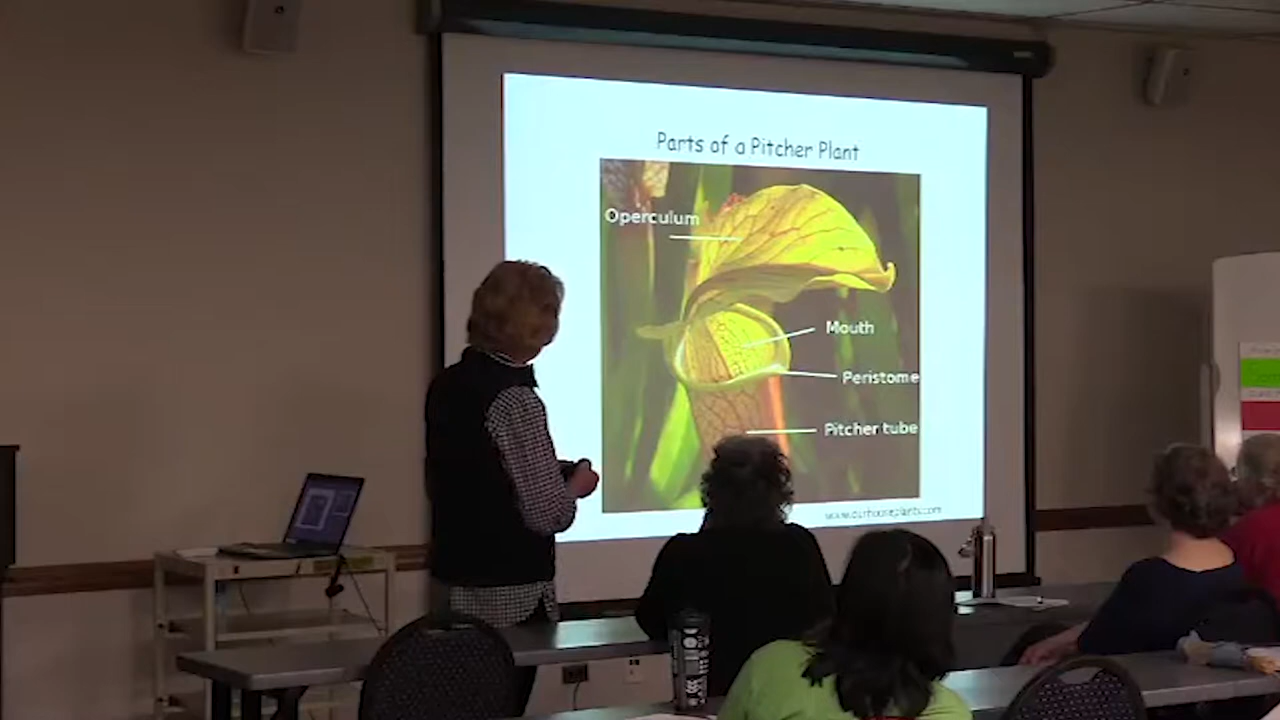 Parts of a Pitcher Plant
Operculum
Mouth
Peristome
Pitcher tube
www.ourhouseplants.com